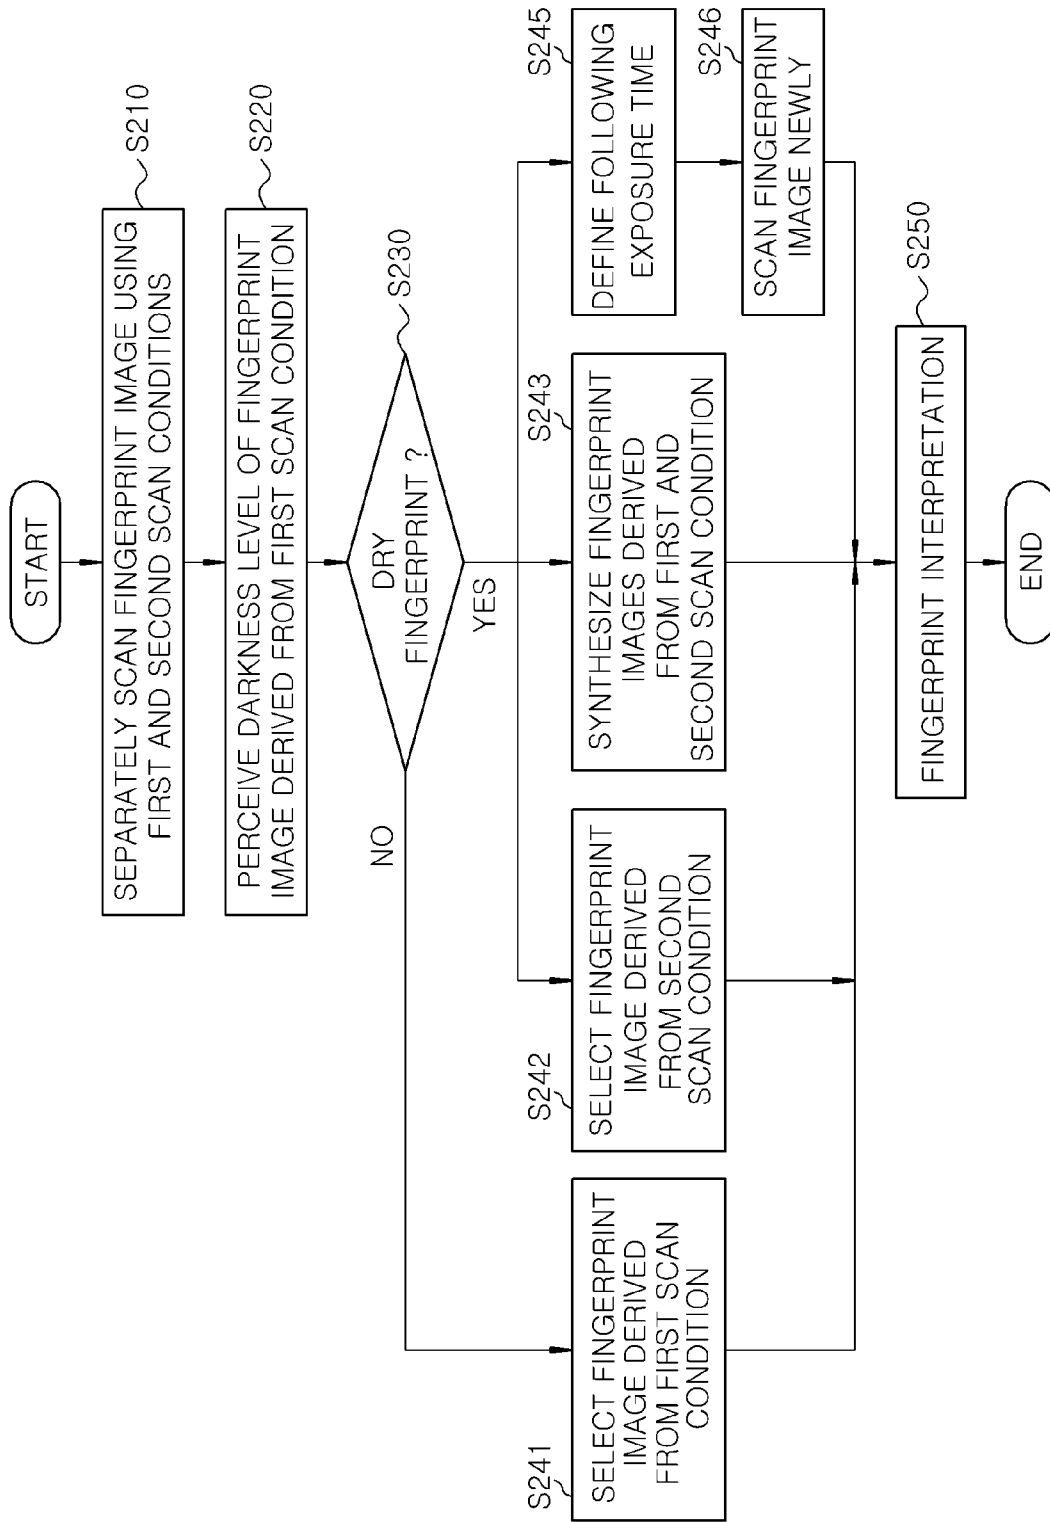 START
SEPARATELY SCAN FINGERPRINT IMAGE USING
FIRST AND SECOND SCAN CONDITIONS
S210
PERCEIVE DARKNESS LEVEL OF FINGERPRINT
IMAGE DERIVED FROM FIRST SCAN CONDITION
S220
DRY
FINGERPRINT ?
S230
NO
YES
S241
SELECT FINGERPRINT
IMAGE DERIVED
FROM FIRST SCAN
CONDITION
S242
SELECT FINGERPRINT
IMAGE DERIVED
FROM SECOND
SCAN CONDITION
S243
SYNTHESIZE FINGERPRINT
IMAGES DERIVED
FROM FIRST AND
SECOND SCAN CONDITION
S245
DEFINE FOLLOWING
EXPOSURE TIME
S246
SCAN FINGERPRINT
IMAGE NEWLY
FINGERPRINT INTERPRETATION
S250
END